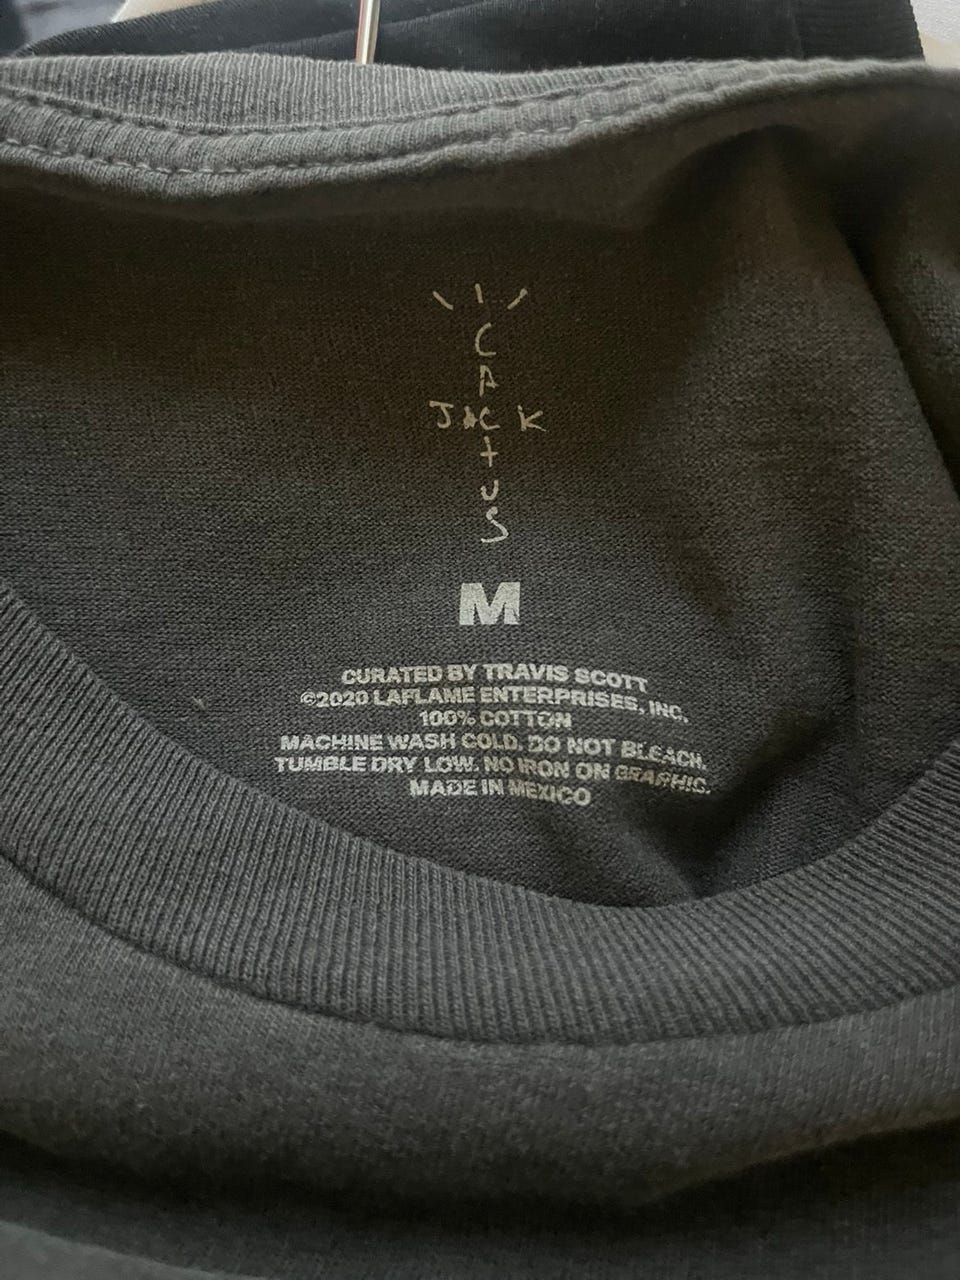 CACTUS
JACK
M
CURATED BY TRAVIS SCOTT
©2020 LAFLAME ENTERPRISES, INC.
100% COTTON
MACHINE WASH COLD. DO NOT BLEACH.
TUMBLE DRY LOW. NO IRON ON GRAPHIC.
MADE IN MEXICO